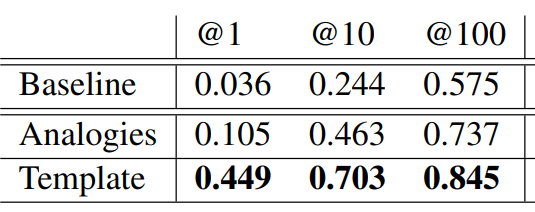 @1 @10 @100
Baseline 0.036 0.244 0.575
Analogies 0.105 0.463 0.737
Template 0.449 0.703 0.845